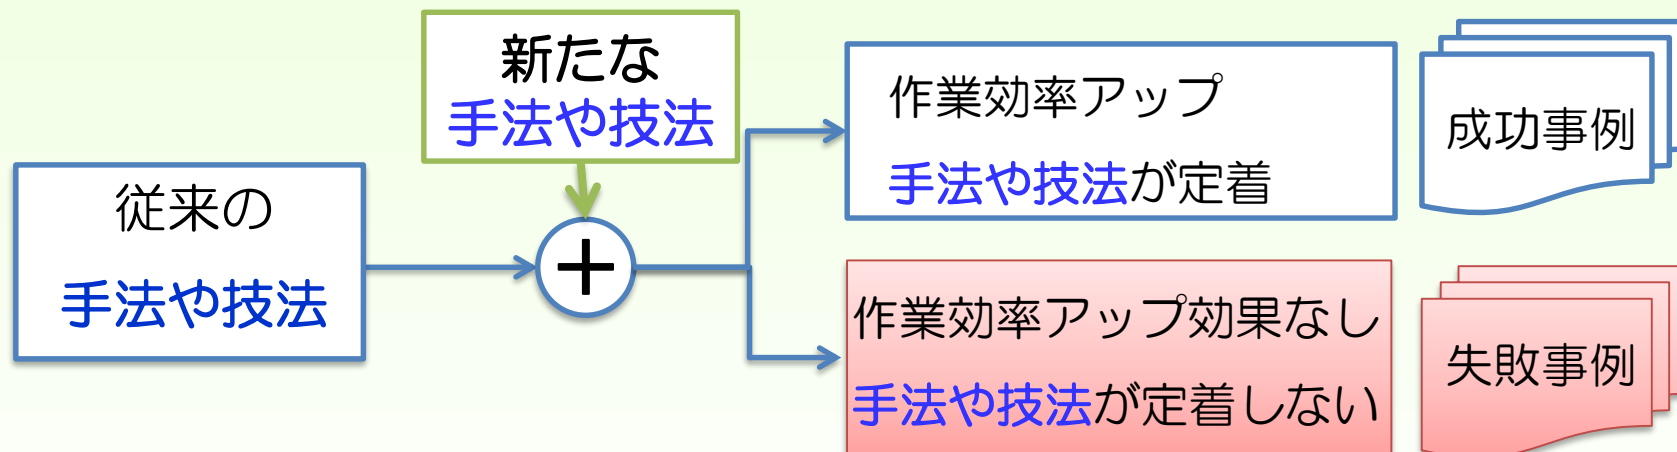 新たな
手法や技法
従来の
手法や技法
+
作業効率アップ
手法や技法が定着
成功事例
作業効率アップ効果なし
手法や技法が定着しない
失敗事例